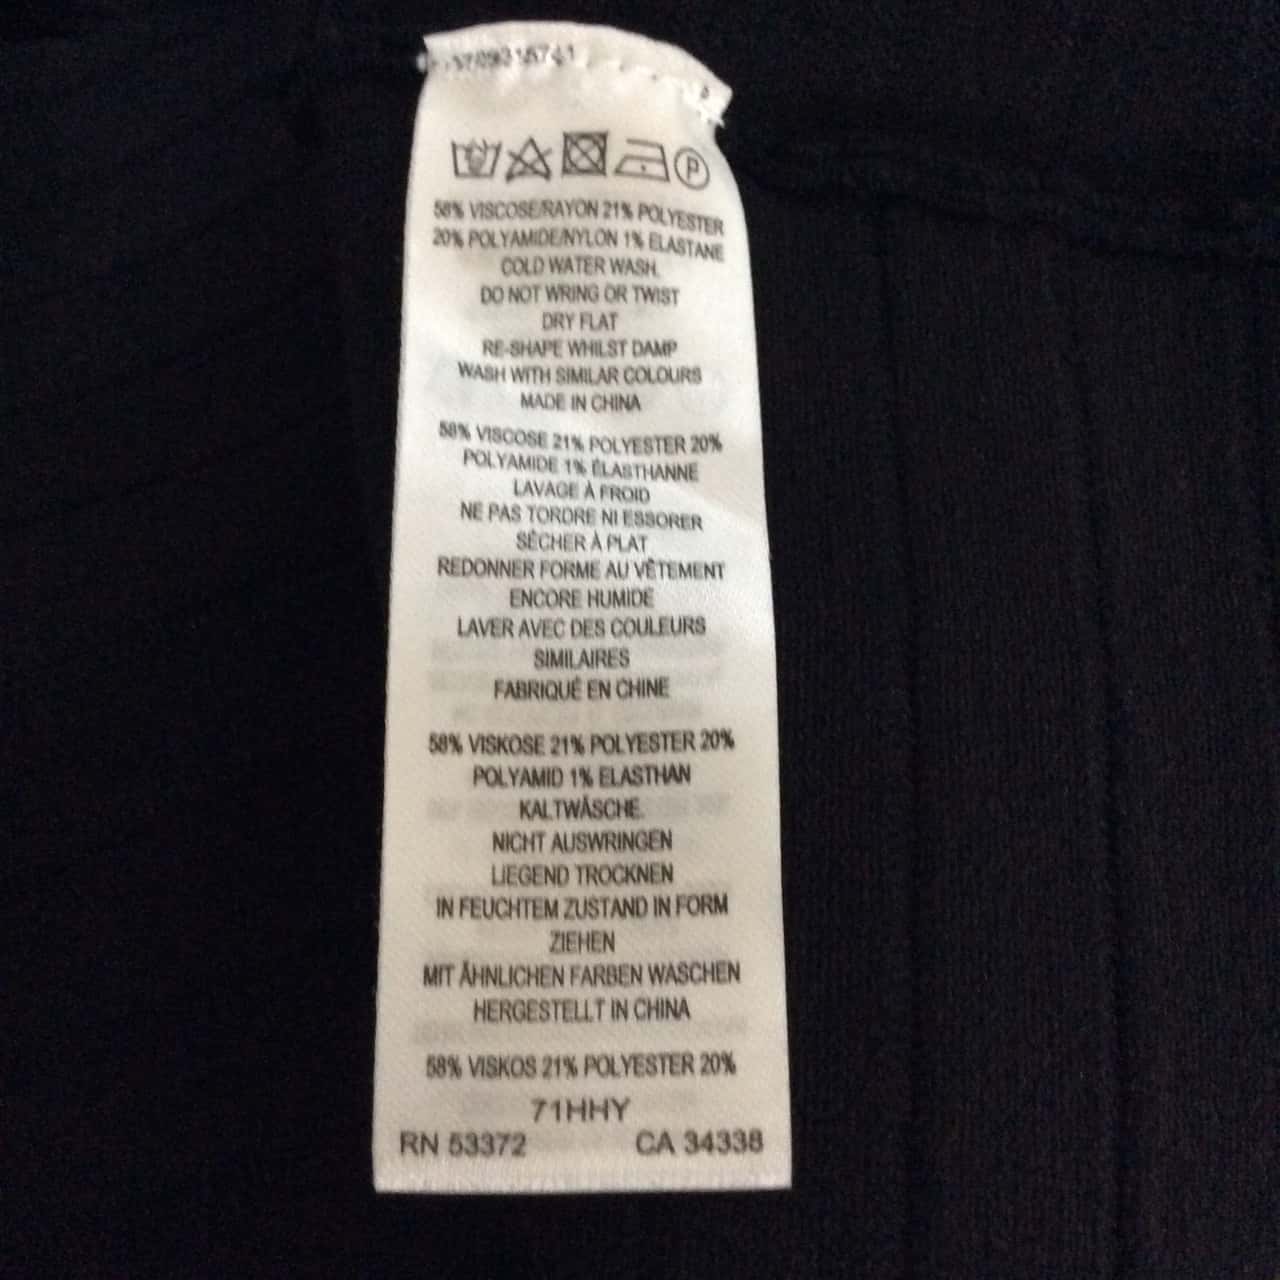 P
58% VISCOSE/RAYON 21% POLYESTER
20% POLYAMIDE/NYLON 1% ELASTANE
COLD WATER WASH.
DO NOT WRING OR TWIST
DRY FLAT
RE-SHAPE WHILST DAMP
WASH WITH SIMILAR COLOURS
MADE IN CHINA
58% VISCOSE 21% POLYESTER 20%
POLYAMIDE 1% ÉLASTHANNE
LAVAGE À FROID
NE PAS TORDRE NI ESSORER
SÉCHER À PLAT
REDONNER FORME AU VÊTEMENT
ENCORE HUMIDE
LAVER AVEC DES COULEURS
SIMILAIRES
FABRIQUÉ EN CHINE
58% VISKOSE 21% POLYESTER 20%
POLYAMID 1% ELASTHAN
KALTWÄSCHE.
NICHT AUSWRINGEN
LIEGEND TROCKNEN
IN FEUCHTEM ZUSTAND IN FORM
ZIEHEN
MIT ÄHNLICHEN FARBEN WASCHEN
HERGESTELLT IN CHINA
58% VISKOS 21% POLYESTER 20%
71HHY
RN 53372 CA 34338